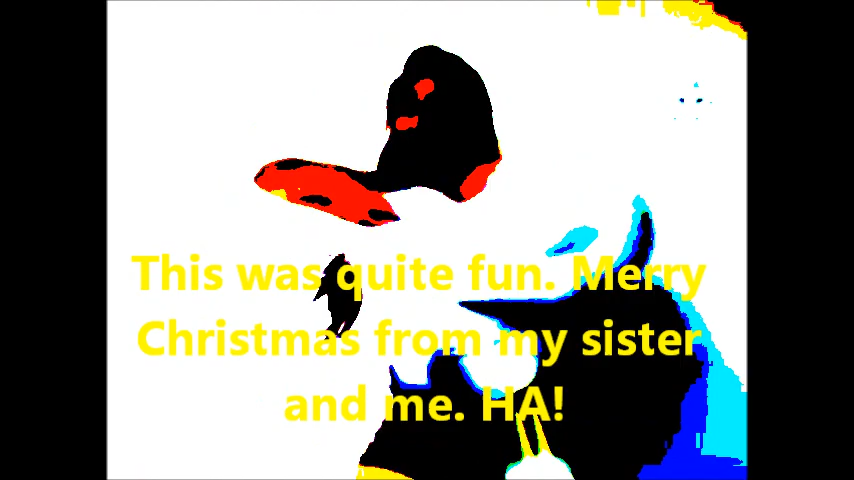 This was quite fun. Merry
Christmas from my sister
and me. HA!